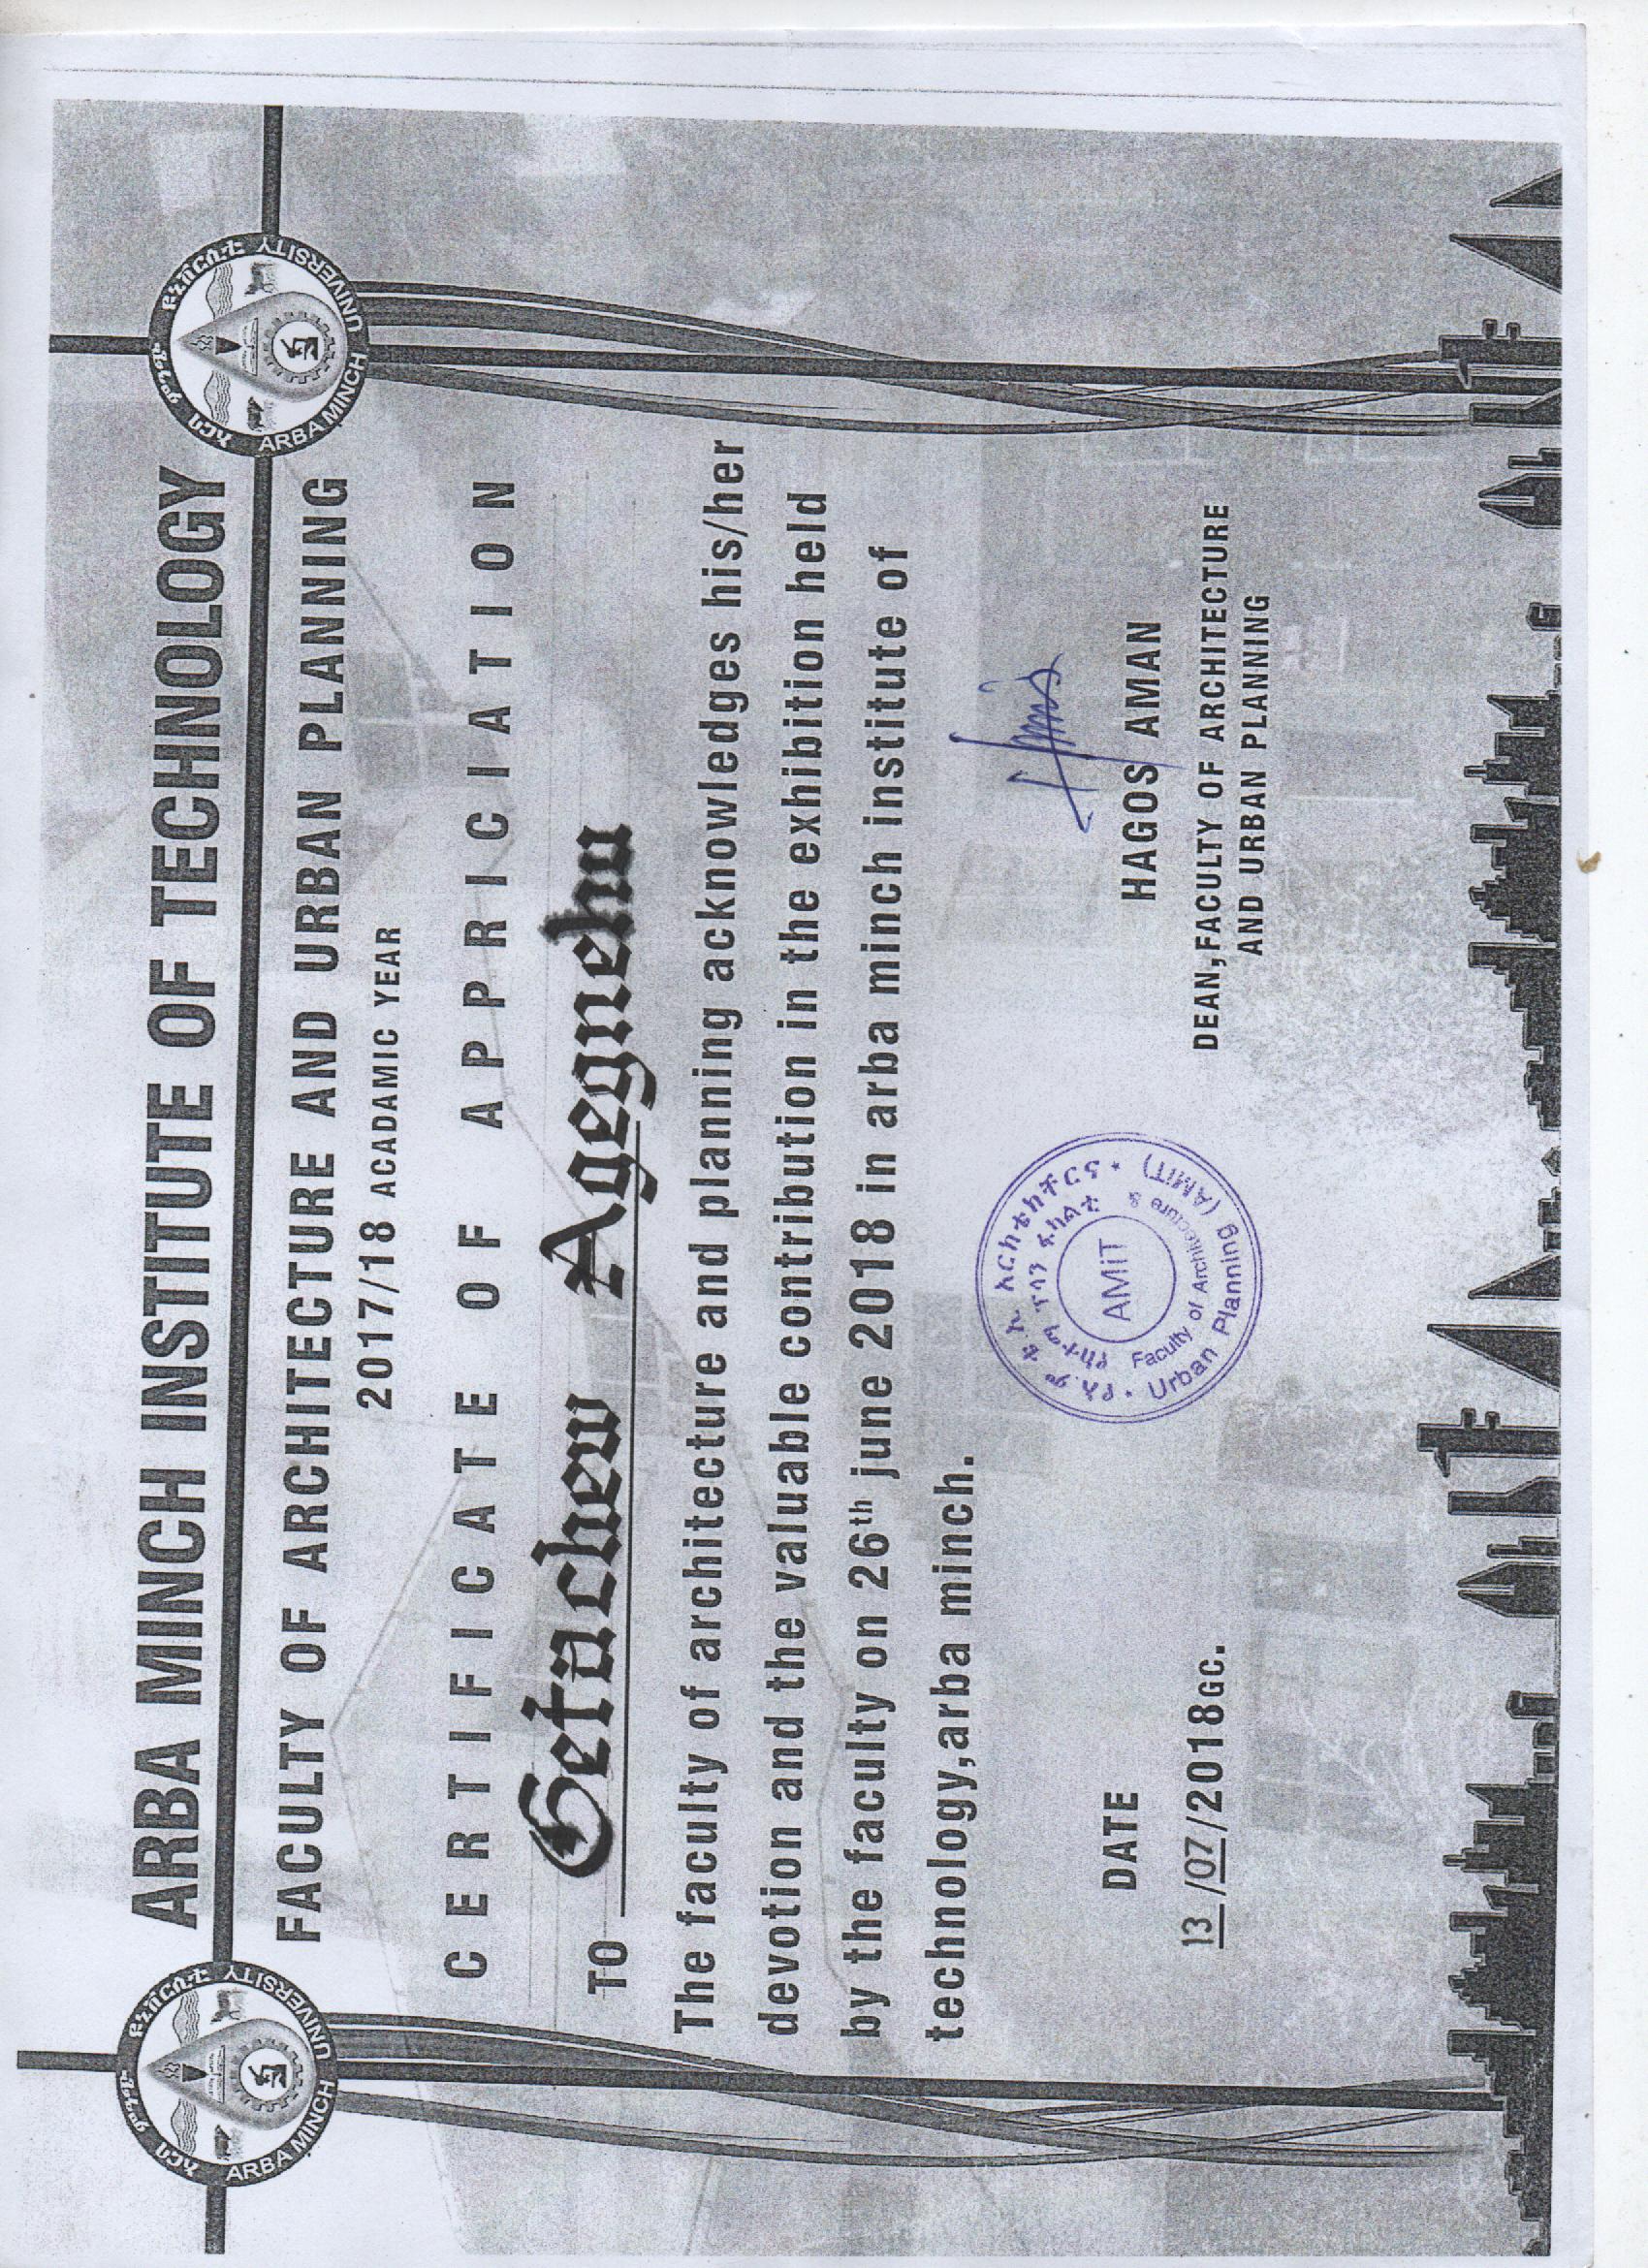 ARBA MINCH INSTITUTE OF TECHNOLOGY
አርባ ምንጭ ዩኒቨርሲቲ
ARBA MINCH UNIVERSITY
አርባ ምንጭ ዩኒቨርሲቲ
ARBA MINCH UNIVERSITY
FACULTY OF ARCHITECTURE AND URBAN PLANNING
2017/18 ACADAMIC YEAR
CERTIFICATE OF APPRICIATION
TO Getachew Agegnehu
The faculty of architecture and planning acknowledges his/her
devotion and the valuable contribution in the exhibition held
by the faculty on 26th june 2018 in arba minch institute of
technology,arba minch.
የአ.ም ቴ.ኢ. አርክቴክቸርና
የከተማ ፕላን ፋካልቲ
AMiT
Faculty of Architecture &
Urban Planning (AMiT)
DATE
13/07/2018GC.
HAGOS AMAN
DEAN,FACULTY OF ARCHITECTURE
AND URBAN PLANNING